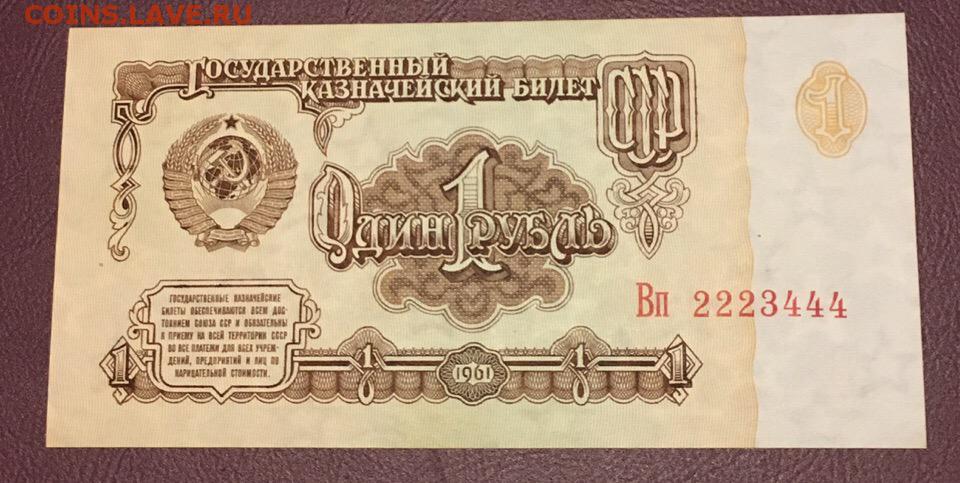 COINS.LAVE.RU
ГОСУДАРСТВЕННЫЙ
КАЗНАЧЕЙСКИЙ БИЛЕТ
СССР
1
1
ОДИН РУБЛЬ
Вп 2223444
ГОСУДАРСТВЕННЫЕ КАЗНАЧЕЙСКИЕ
БИЛЕТЫ ОБЕСПЕЧИВАЮТСЯ ВСЕМ ДОС-
ТОЯНИЕМ СОЮЗА ССР И ОБЯЗАТЕЛЬНЫ
К ПРИЕМУ НА ВСЕЙ ТЕРРИТОРИИ СССР
ВО ВСЕ ПЛАТЕЖИ ДЛЯ ВСЕХ УЧРЕЖ-
ДЕНИЙ, ПРЕДПРИЯТИЙ И ЛИЦ ПО
НАРИЦАТЕЛЬНОЙ СТОИМОСТИ.
1 1 1961 1 1